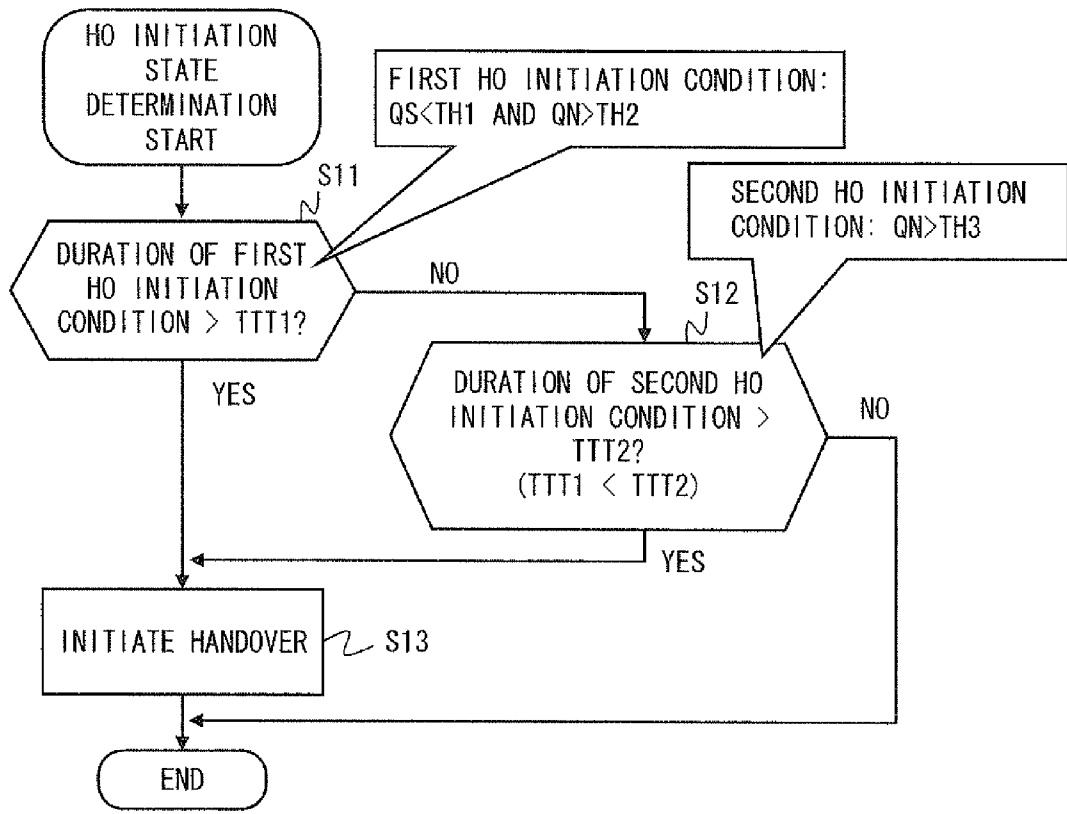 HO INITIATION
STATE
DETERMINATION
START
FIRST HO INITIATION CONDITION:
QS<TH1 AND QN>TH2
S11
SECOND HO INITIATION
CONDITION: QN>TH3
DURATION OF FIRST
HO INITIATION
CONDITION > TTT1?
NO
S12
YES
DURATION OF SECOND HO
INITIATION CONDITION >
TTT2?
(TTT1 < TTT2)
NO
YES
INITIATE HANDOVER
S13
END